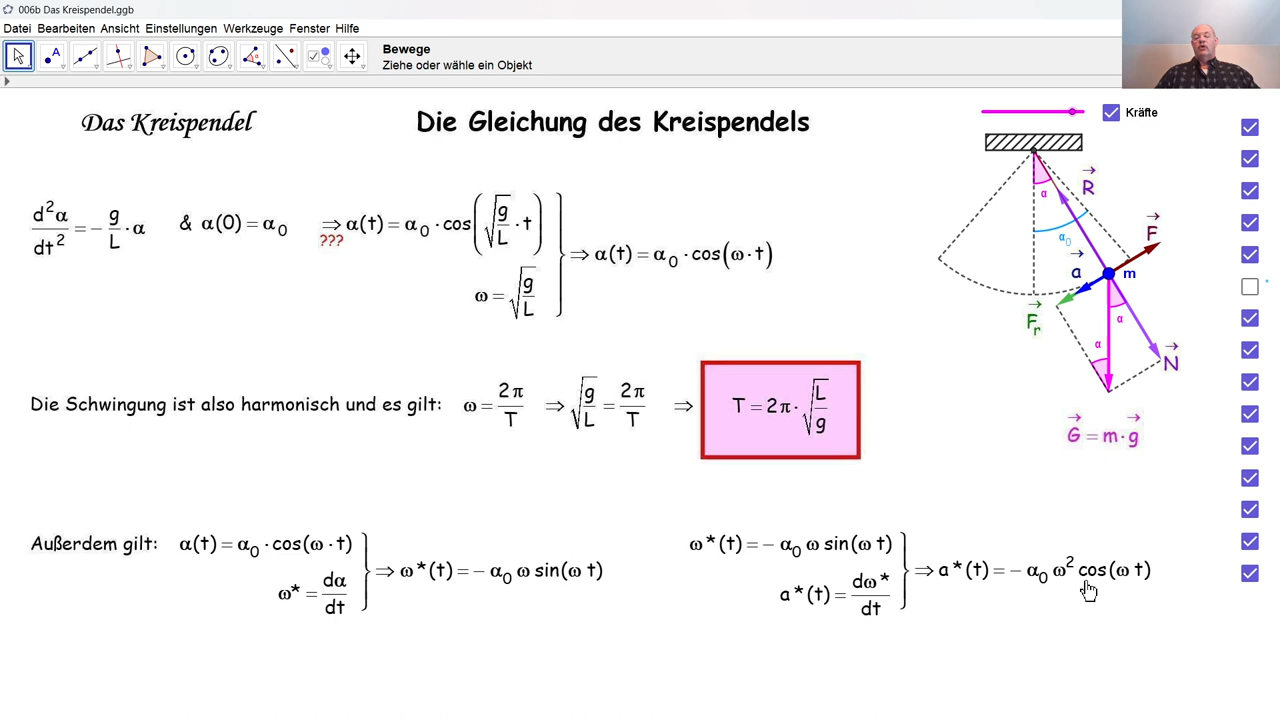 006b Das Kreispendel.ggb
Datei Bearbeiten Ansicht Einstellungen Werkzeuge Fenster Hilfe
Bewege
Ziehe oder wähle ein Objekt
Das Kreispendel
Die Gleichung des Kreispendels
Kräfte
d²α/dt² = − g/L · α & α(0) = α₀ ⇒ α(t) = α₀ · cos(√(g/L) · t)
???
ω = √(g/L)
⇒ α(t) = α₀ · cos(ω · t)
α
R⃗
α₀
F⃗
a⃗
m
F⃗ᵣ
α
α
N⃗
G⃗ = m · g⃗
Die Schwingung ist also harmonisch und es gilt: ω = 2π/T ⇒ √(g/L) = 2π/T ⇒ T = 2π · √(L/g)
Außerdem gilt: α(t) = α₀ · cos(ω · t)
ω* = dα/dt
⇒ ω*(t) = − α₀ ω sin(ω t)
ω*(t) = − α₀ ω sin(ω t)
a*(t) = dω*/dt
⇒ a*(t) = − α₀ ω² cos(ω t)